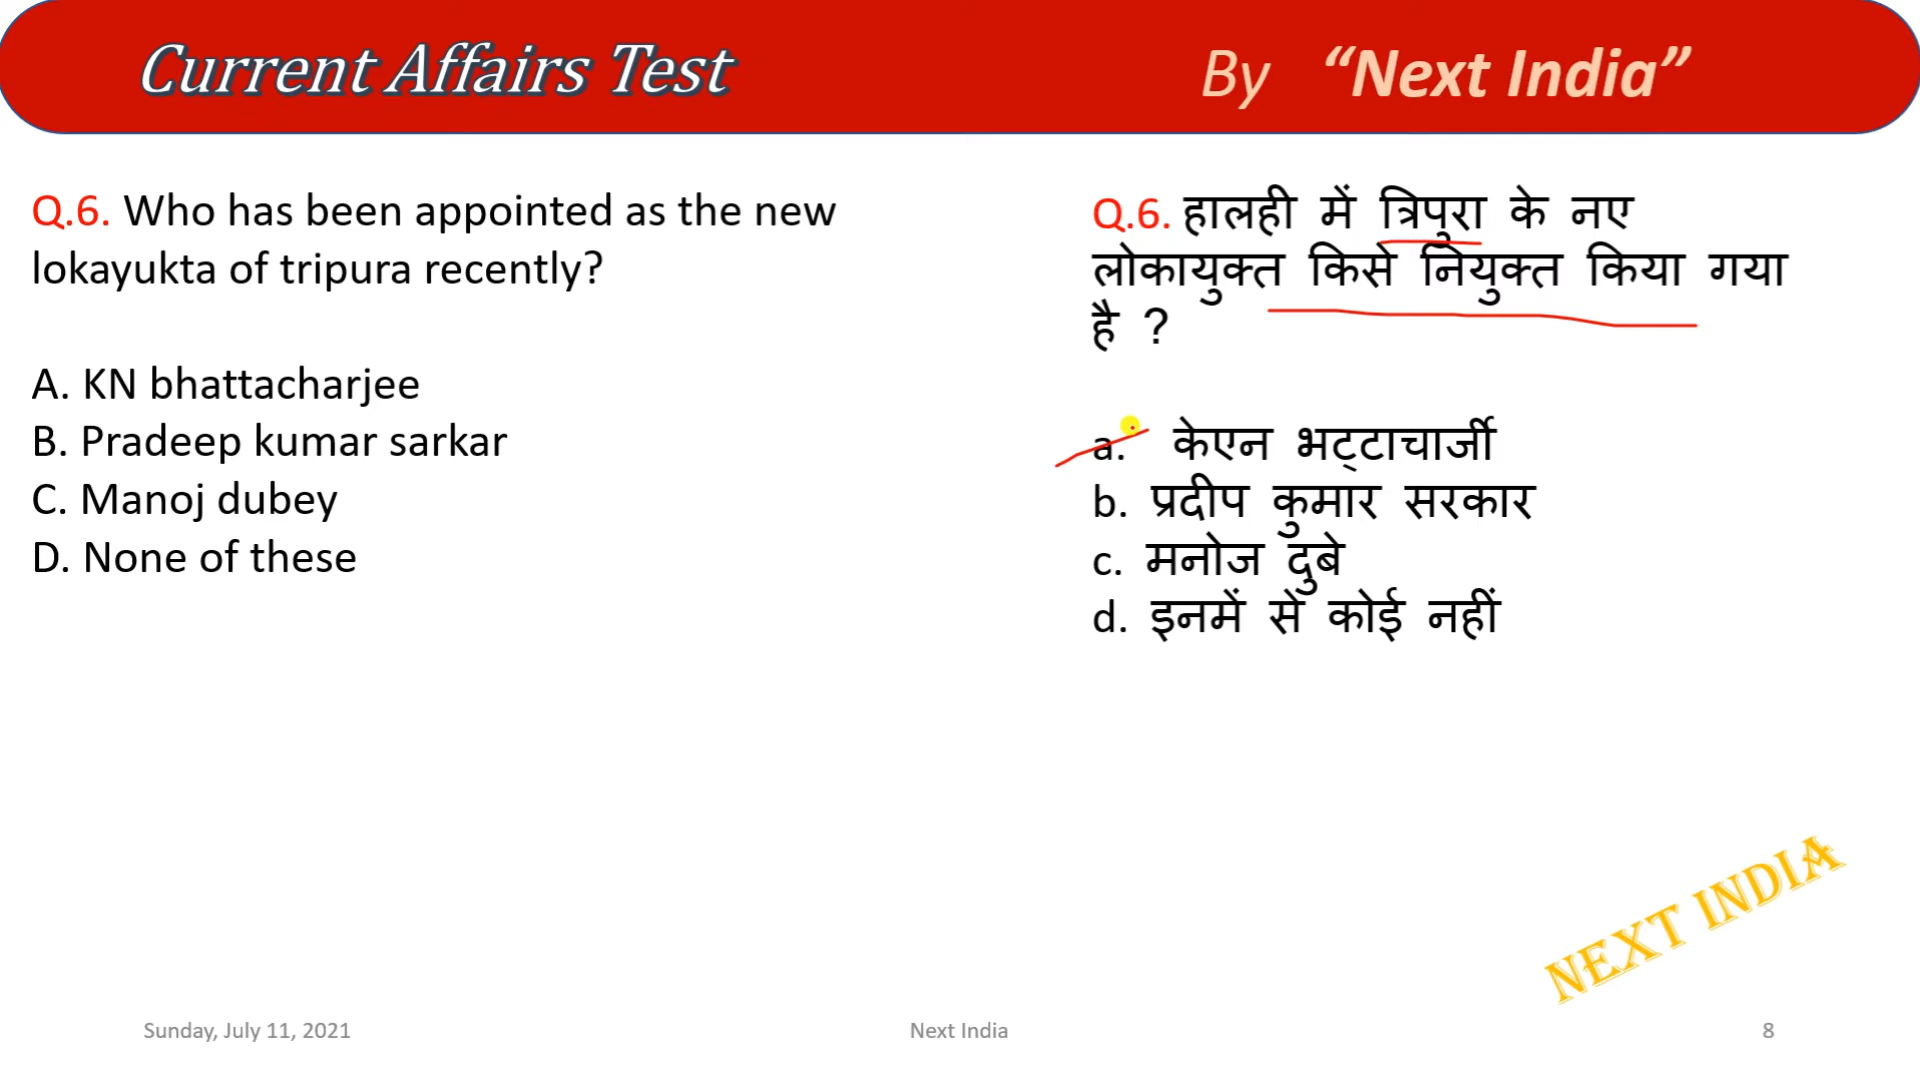 Current Affairs Test
By “Next India”
Q.6. Who has been appointed as the new
lokayukta of tripura recently?
A. KN bhattacharjee
B. Pradeep kumar sarkar
C. Manoj dubey
D. None of these
Q.6. हालही में त्रिपुरा के नए
लोकायुक्त किसे नियुक्त किया गया
है ?
a. केएन भट्टाचार्जी
b. प्रदीप कुमार सरकार
c. मनोज दुबे
d. इनमें से कोई नहीं
NEXT INDIA
Sunday, July 11, 2021
Next India
8